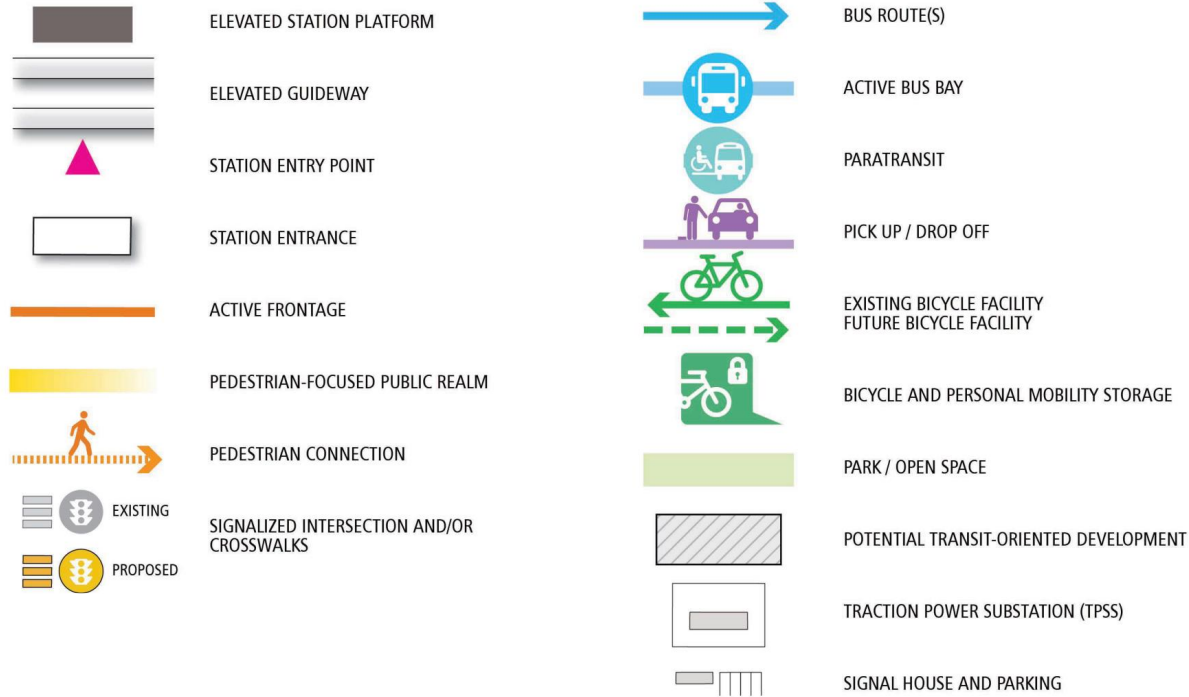 ELEVATED STATION PLATFORM
ELEVATED GUIDEWAY
STATION ENTRY POINT
STATION ENTRANCE
ACTIVE FRONTAGE
PEDESTRIAN-FOCUSED PUBLIC REALM
PEDESTRIAN CONNECTION
EXISTING
PROPOSED
SIGNALIZED INTERSECTION AND/OR
CROSSWALKS
BUS ROUTE(S)
ACTIVE BUS BAY
PARATRANSIT
PICK UP / DROP OFF
EXISTING BICYCLE FACILITY
FUTURE BICYCLE FACILITY
BICYCLE AND PERSONAL MOBILITY STORAGE
PARK / OPEN SPACE
POTENTIAL TRANSIT-ORIENTED DEVELOPMENT
TRACTION POWER SUBSTATION (TPSS)
SIGNAL HOUSE AND PARKING